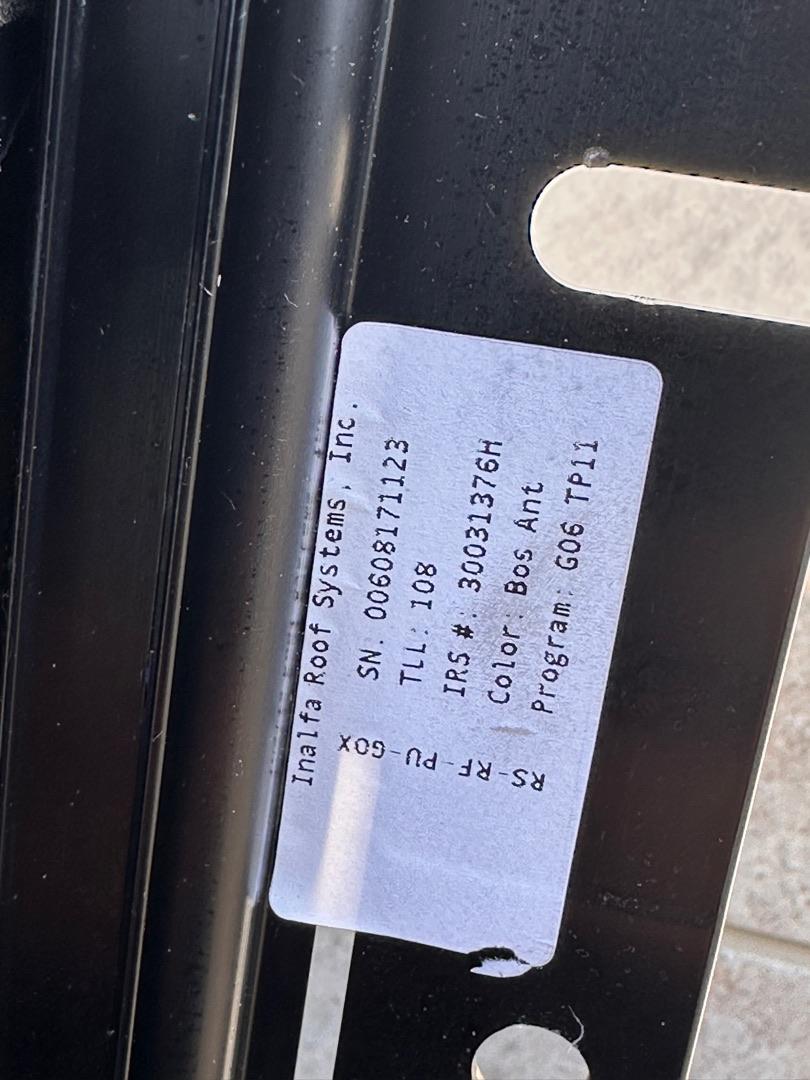 Inalfa Roof Systems, Inc.
SN: 00608171123
TLL: 108
IRS #: 30031376H
Color: Bos Ant
Program: G06 TP11
RS-RF-PU-GOX